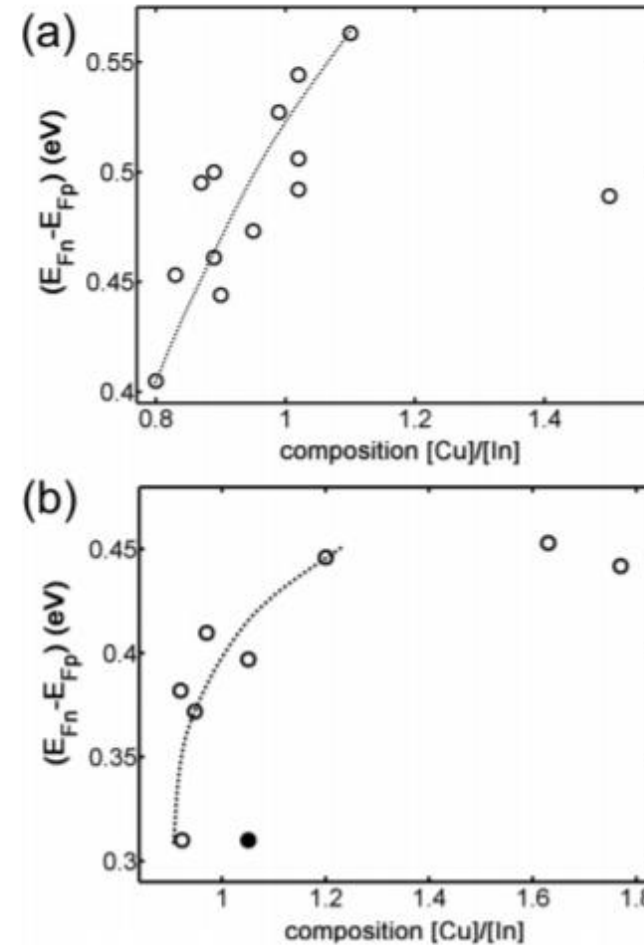 (a)
(E_Fn-E_Fp) (eV)
0.55
0.5
0.45
0.4
0.8 1 1.2 1.4
composition [Cu]/[In]
(b)
(E_Fn-E_Fp) (eV)
0.45
0.4
0.35
0.3
1 1.2 1.4 1.6 1.8
composition [Cu]/[In]